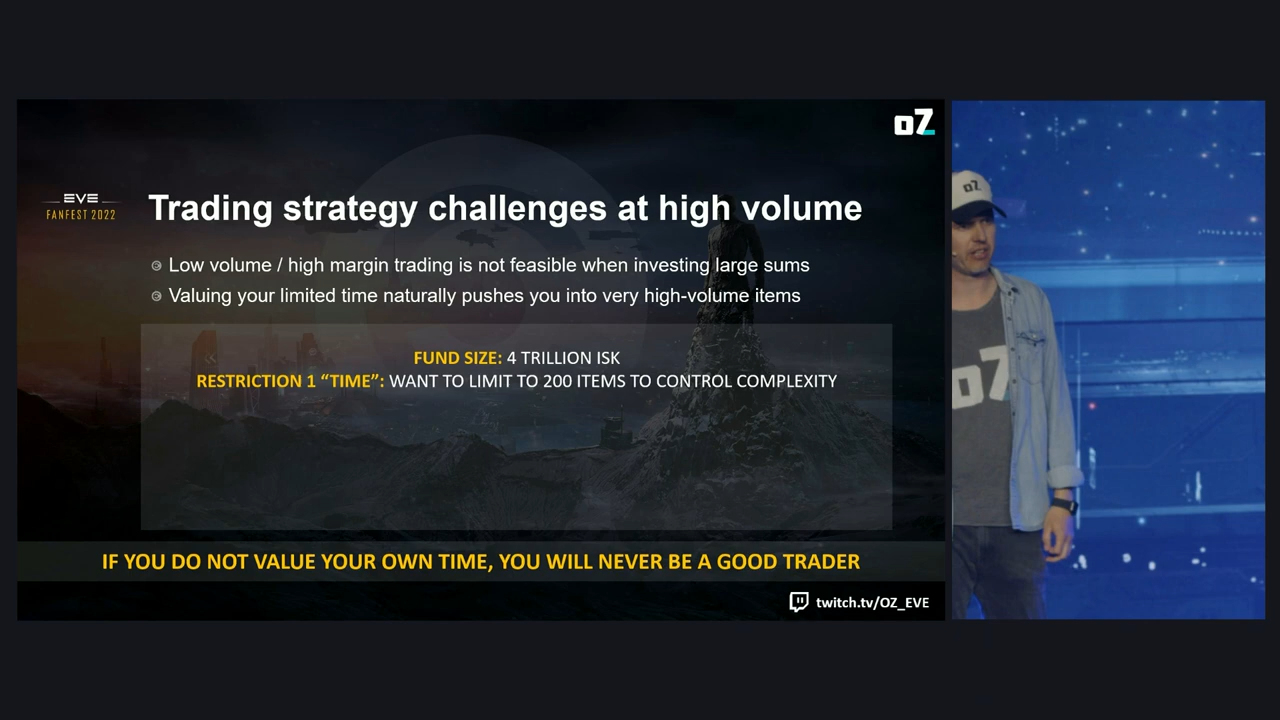 oZ
EVE
FANFEST 2022
Trading strategy challenges at high volume
Low volume / high margin trading is not feasible when investing large sums
Valuing your limited time naturally pushes you into very high-volume items
FUND SIZE: 4 TRILLION ISK
RESTRICTION 1 “TIME”: WANT TO LIMIT TO 200 ITEMS TO CONTROL COMPLEXITY
IF YOU DO NOT VALUE YOUR OWN TIME, YOU WILL NEVER BE A GOOD TRADER
twitch.tv/OZ_EVE
oZ
oZ